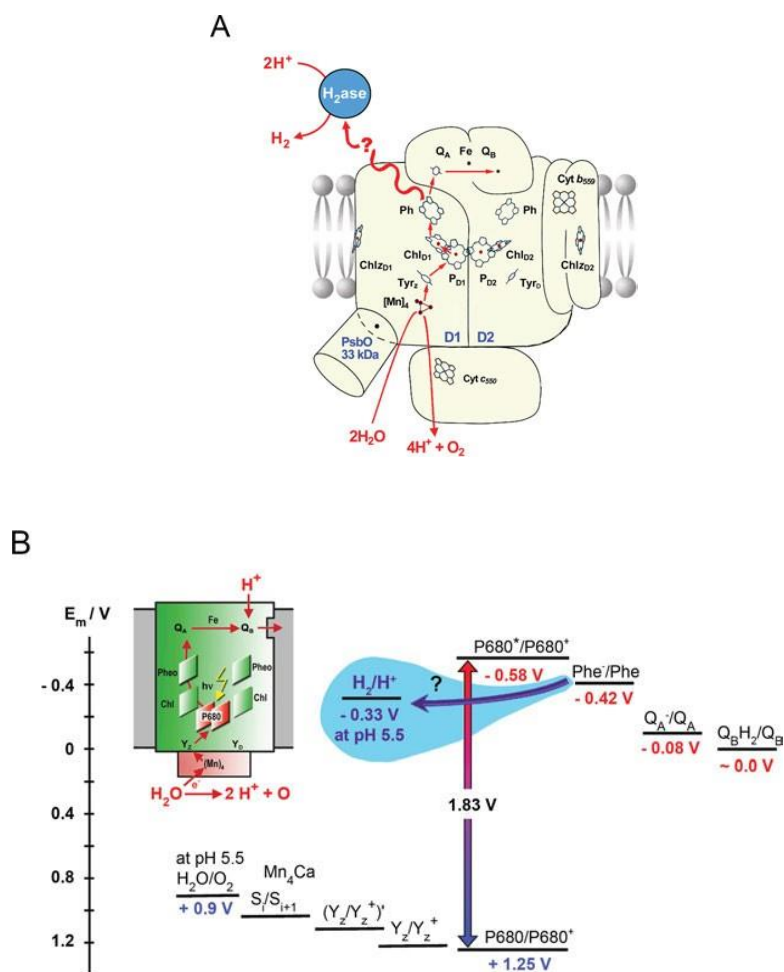 A
2H⁺
H₂ase
H₂
?
Q_A Fe Q_B
Cyt b₅₅₉
Ph
Ph
Chl_D1
Chl_D2
Chlz_D1
P_D1
P_D2
Chlz_D2
Tyr_Z
Tyr_D
[Mn]₄
PsbO
33 kDa
D1
D2
Cyt c₅₅₀
2H₂O
4H⁺ + O₂
B
E_m / V
- 0.4
0
0.4
0.8
1.2
H⁺
Q_A
Fe
Q_B
Pheo
Pheo
hν
Chl
Chl
P680
Y_Z
Y_D
(Mn)₄
e⁻
H₂O → 2 H⁺ + O
P680*/P680⁺
- 0.58 V
?
H₂/H⁺
- 0.33 V
at pH 5.5
Phe⁻/Phe
- 0.42 V
Q_A⁻/Q_A
- 0.08 V
Q_BH₂/Q_B
~ 0.0 V
1.83 V
at pH 5.5
H₂O/O₂
+ 0.9 V
Mn₄Ca
S_i/S_i+1
(Y_z/Y_z⁺)'
Y_z/Y_z⁺
P680/P680⁺
+ 1.25 V